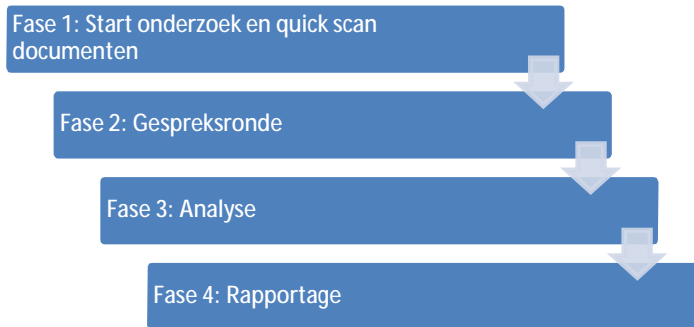 Fase 1: Start onderzoek en quick scan
documenten
Fase 2: Gespreksronde
Fase 3: Analyse
Fase 4: Rapportage